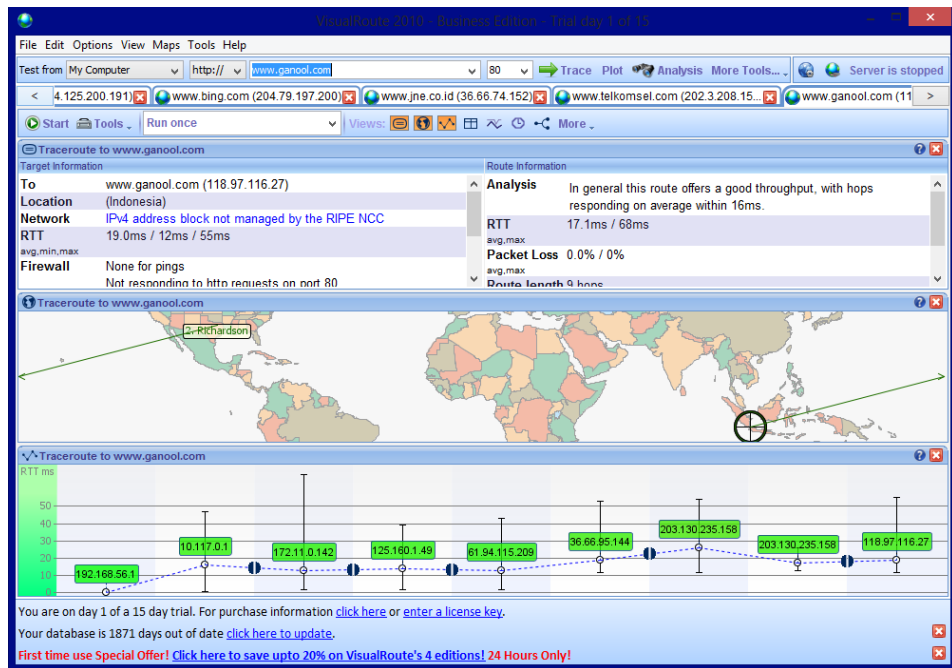 VisualRoute 2010 - Business Edition - Trial day 1 of 15
File Edit Options View Maps Tools Help
Test from My Computer http:// www.ganool.com 80 Trace Plot Analysis More Tools... Server is stopped
< 4.125.200.191) www.bing.com (204.79.197.200) www.jne.co.id (36.66.74.152) www.telkomsel.com (202.3.208.15... www.ganool.com (11 >
Start Tools Run once Views: More
Traceroute to www.ganool.com
Target Information
To www.ganool.com (118.97.116.27)
Location (Indonesia)
Network IPv4 address block not managed by the RIPE NCC
RTT 19.0ms / 12ms / 55ms
avg,min,max
Firewall None for pings
Not responding to http requests on port 80
Route Information
Analysis In general this route offers a good throughput, with hops
responding on average within 16ms.
RTT 17.1ms / 68ms
avg,max
Packet Loss 0.0% / 0%
avg,max
Route length 9 hops
Traceroute to www.ganool.com
2. Richardson
Traceroute to www.ganool.com
RTT ms
50
40
30
20
10
0
192.168.56.1
10.117.0.1
172.11.0.142
125.160.1.49
61.94.115.209
36.66.95.144
203.130.235.158
203.130.235.158
118.97.116.27
You are on day 1 of a 15 day trial. For purchase information click here or enter a license key.
Your database is 1871 days out of date click here to update.
First time use Special Offer! Click here to save upto 20% on VisualRoute's 4 editions! 24 Hours Only!